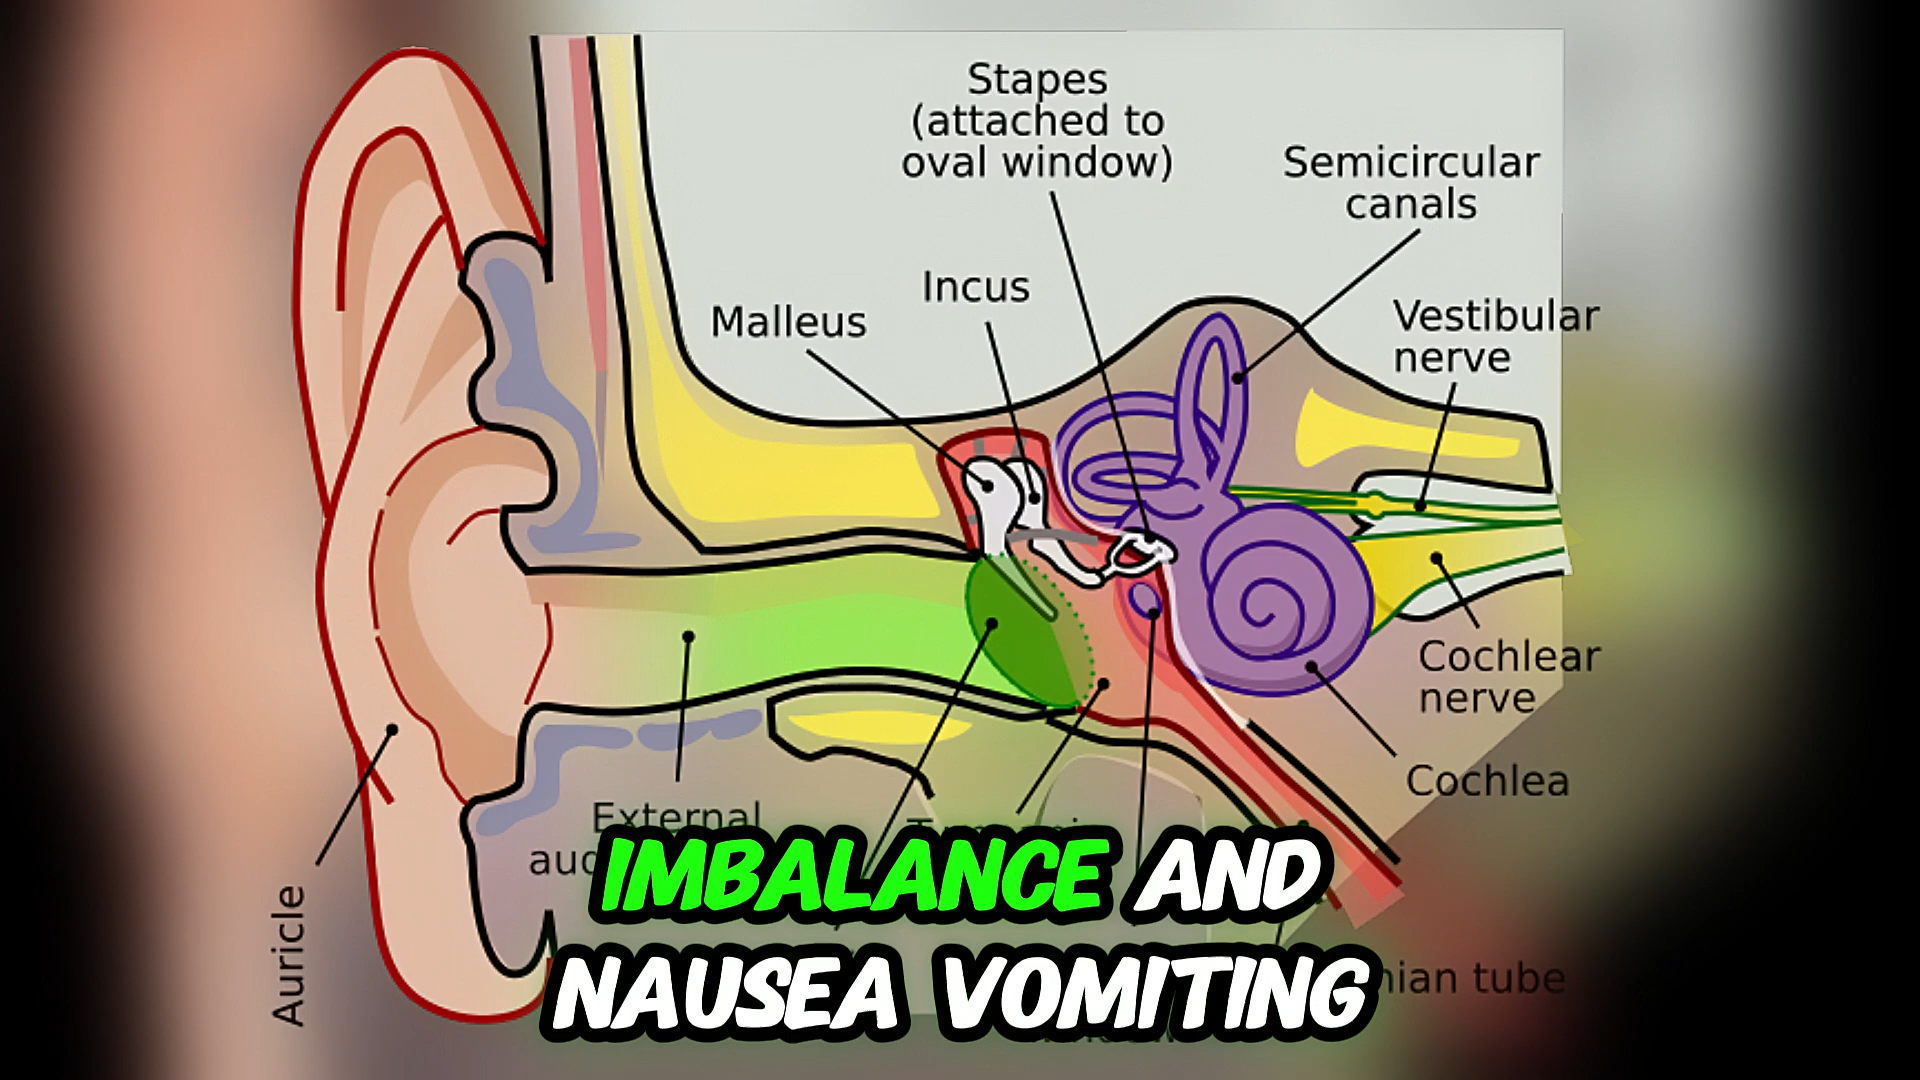 Stapes
(attached to
oval window)
Semicircular
canals
Incus
Malleus
Vestibular
nerve
Cochlear
nerve
Cochlea
External
Auricle
IMBALANCE AND
NAUSEA VOMITING
tube